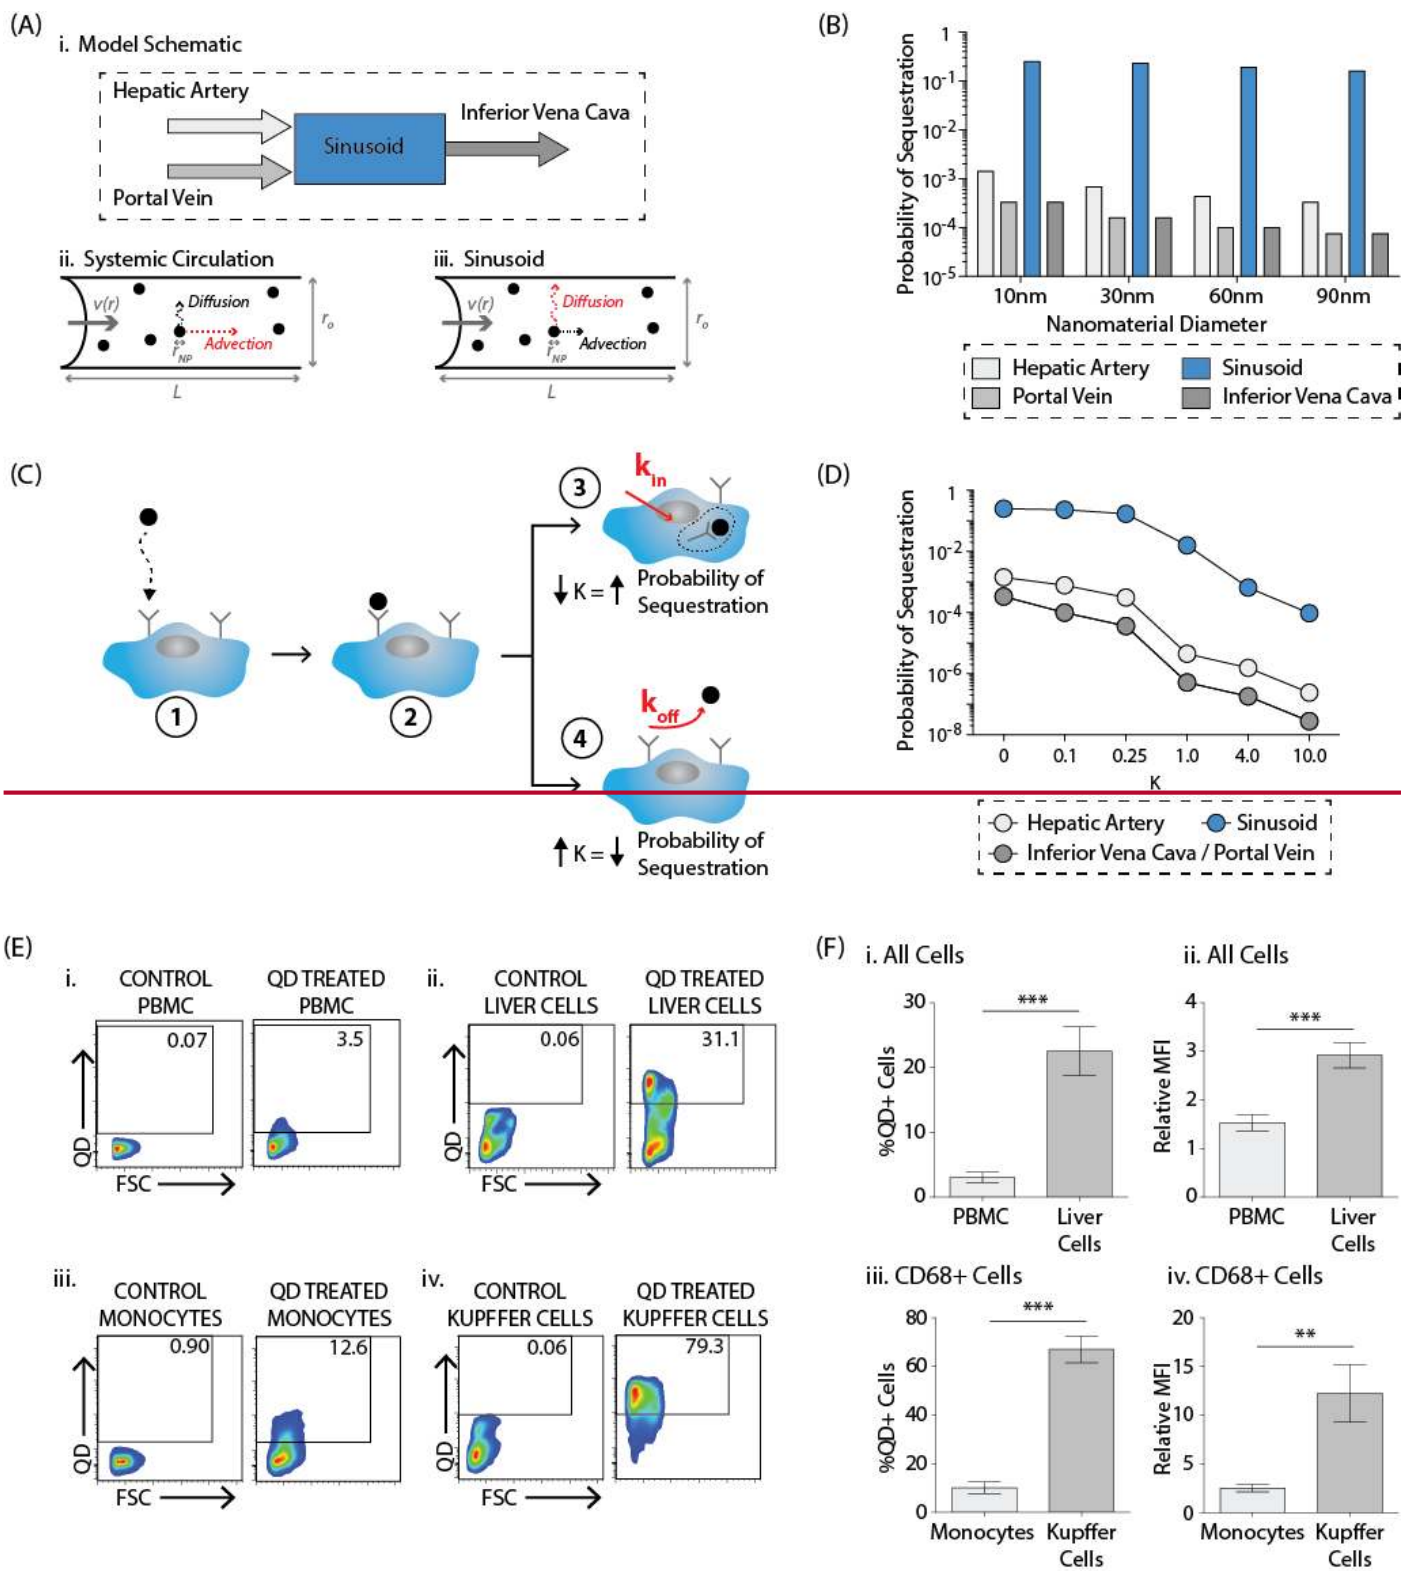 (A)
i. Model Schematic
Hepatic Artery
Inferior Vena Cava
Sinusoid
Portal Vein
ii. Systemic Circulation
v(r)
Diffusion
Advection
rNP
ro
L
iii. Sinusoid
v(r)
Diffusion
Advection
rNP
ro
L
(B)
Probability of Sequestration
1
10-1
10-2
10-3
10-4
10-5
10nm 30nm 60nm 90nm
Nanomaterial Diameter
Hepatic Artery Sinusoid
Portal Vein Inferior Vena Cava
(C)
1
2
3
kin
↓ K = ↑ Probability of
Sequestration
4
koff
↑ K = ↓ Probability of
Sequestration
(D)
Probability of Sequestration
1
10-2
10-4
10-6
10-8
0 0.1 0.25 1.0 4.0 10.0
K
Hepatic Artery Sinusoid
Inferior Vena Cava / Portal Vein
(E)
i. CONTROL QD TREATED
PBMC PBMC
0.07 3.5
QD
FSC
ii. CONTROL QD TREATED
LIVER CELLS LIVER CELLS
0.06 31.1
QD
FSC
iii. CONTROL QD TREATED
MONOCYTES MONOCYTES
0.90 12.6
QD
FSC
iv. CONTROL QD TREATED
KUPFFER CELLS KUPFFER CELLS
0.06 79.3
QD
FSC
(F)
i. All Cells
%QD+ Cells
30
20
10
0
***
PBMC Liver
Cells
ii. All Cells
Relative MFI
4
3
2
1
0
***
PBMC Liver
Cells
iii. CD68+ Cells
%QD+ Cells
80
60
40
20
0
***
Monocytes Kupffer
Cells
iv. CD68+ Cells
Relative MFI
20
15
10
5
0
**
Monocytes Kupffer
Cells